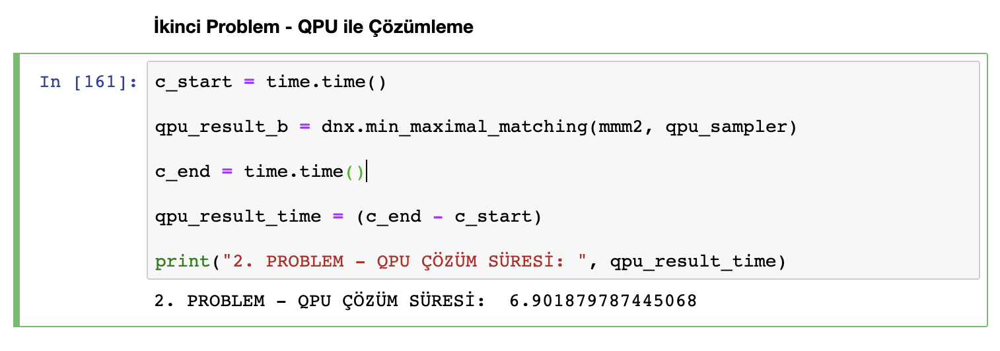 İkinci Problem - QPU ile Çözümleme
In [161]: c_start = time.time()
qpu_result_b = dnx.min_maximal_matching(mmm2, qpu_sampler)
c_end = time.time()
qpu_result_time = (c_end - c_start)
print("2. PROBLEM - QPU ÇÖZÜM SÜRESİ: ", qpu_result_time)
2. PROBLEM - QPU ÇÖZÜM SÜRESİ:  6.901879787445068